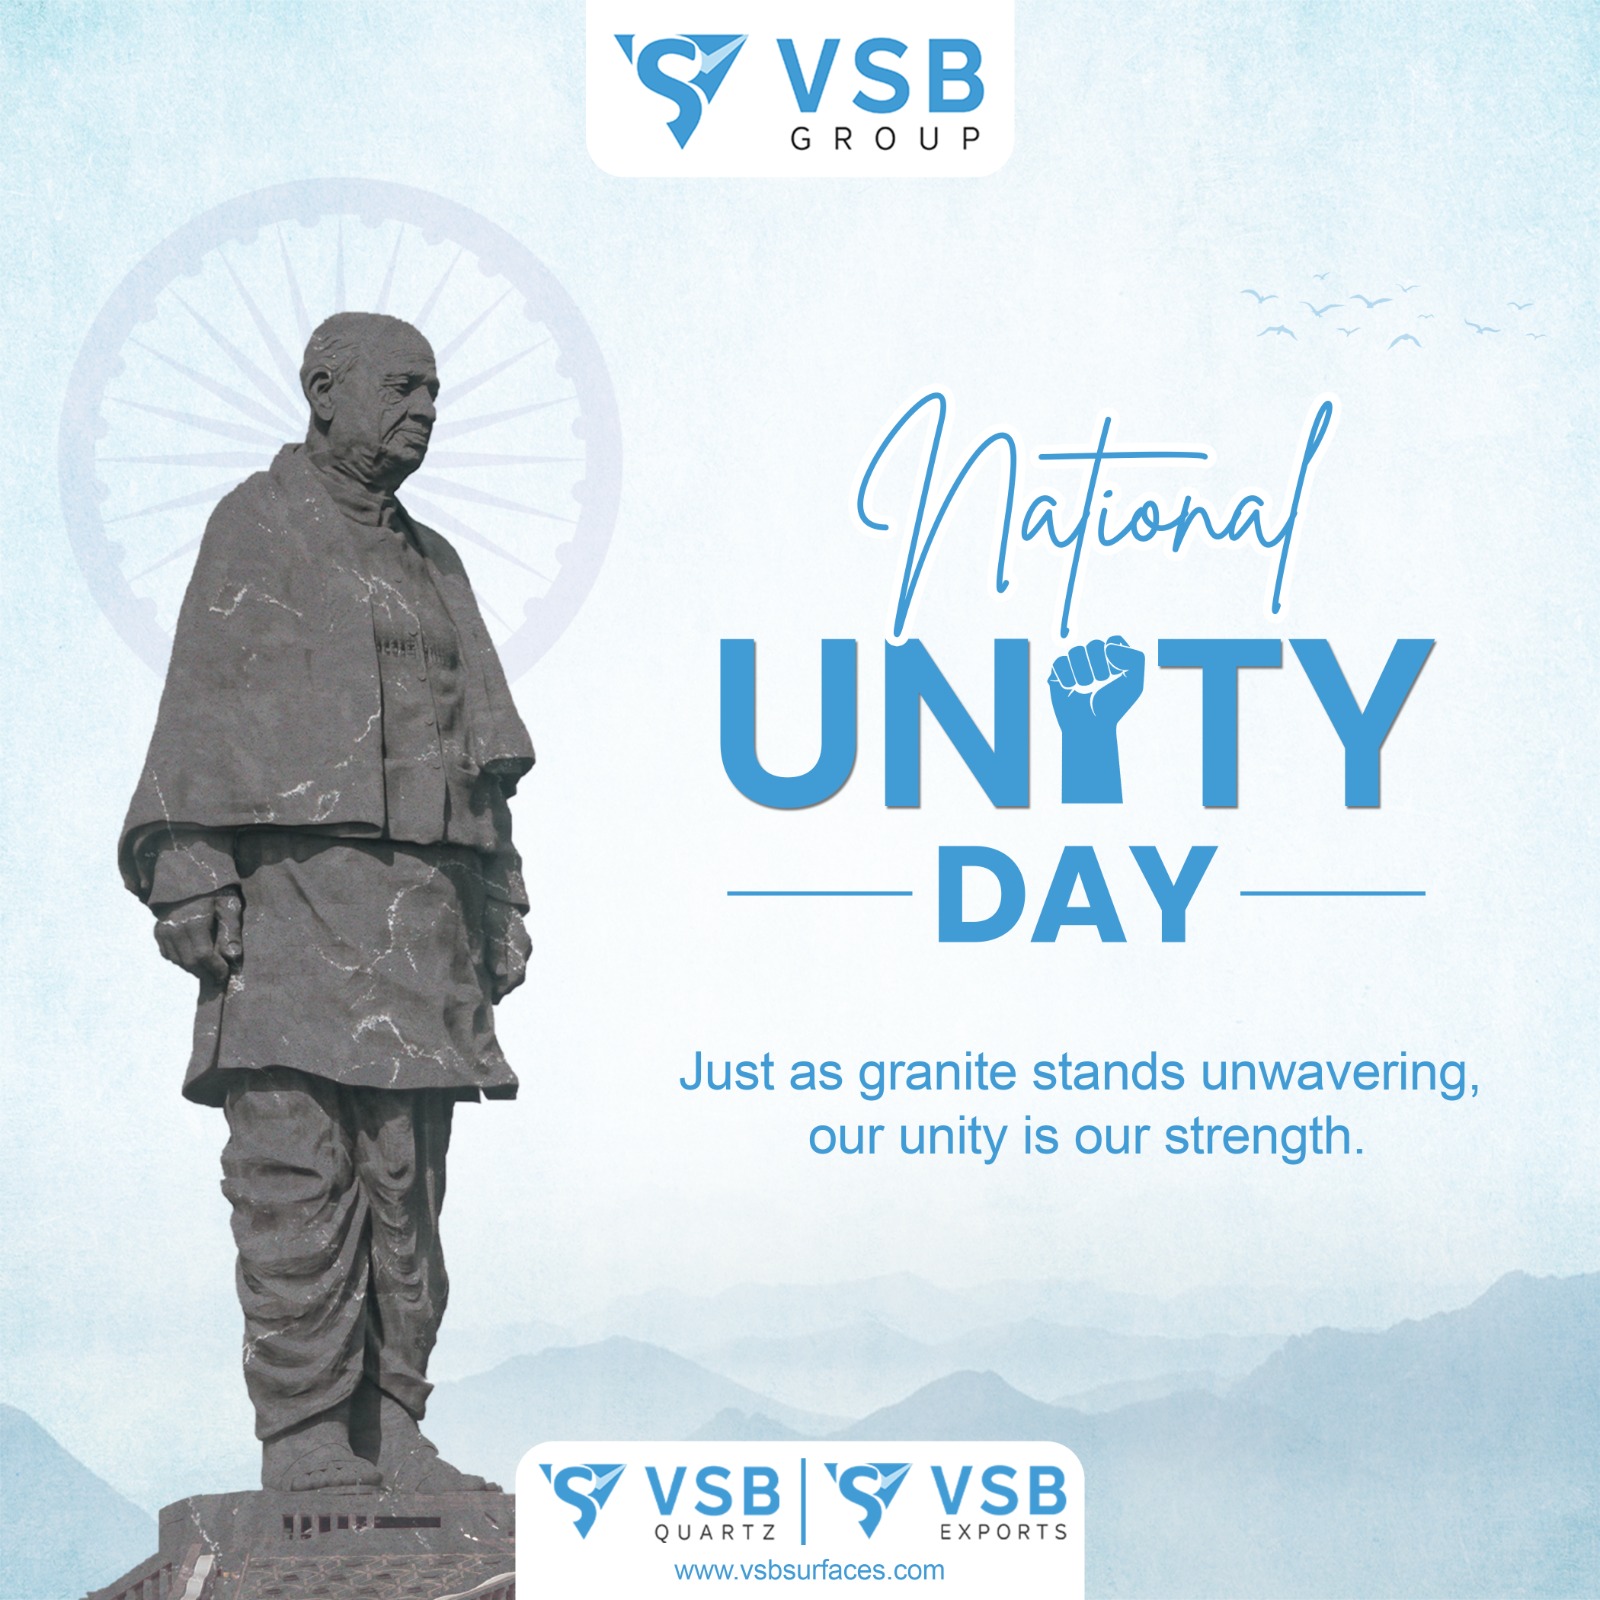 VSB
GROUP
National
UNITY
DAY
Just as granite stands unwavering,
our unity is our strength.
VSB
QUARTZ
VSB
EXPORTS
www.vsbsurfaces.com